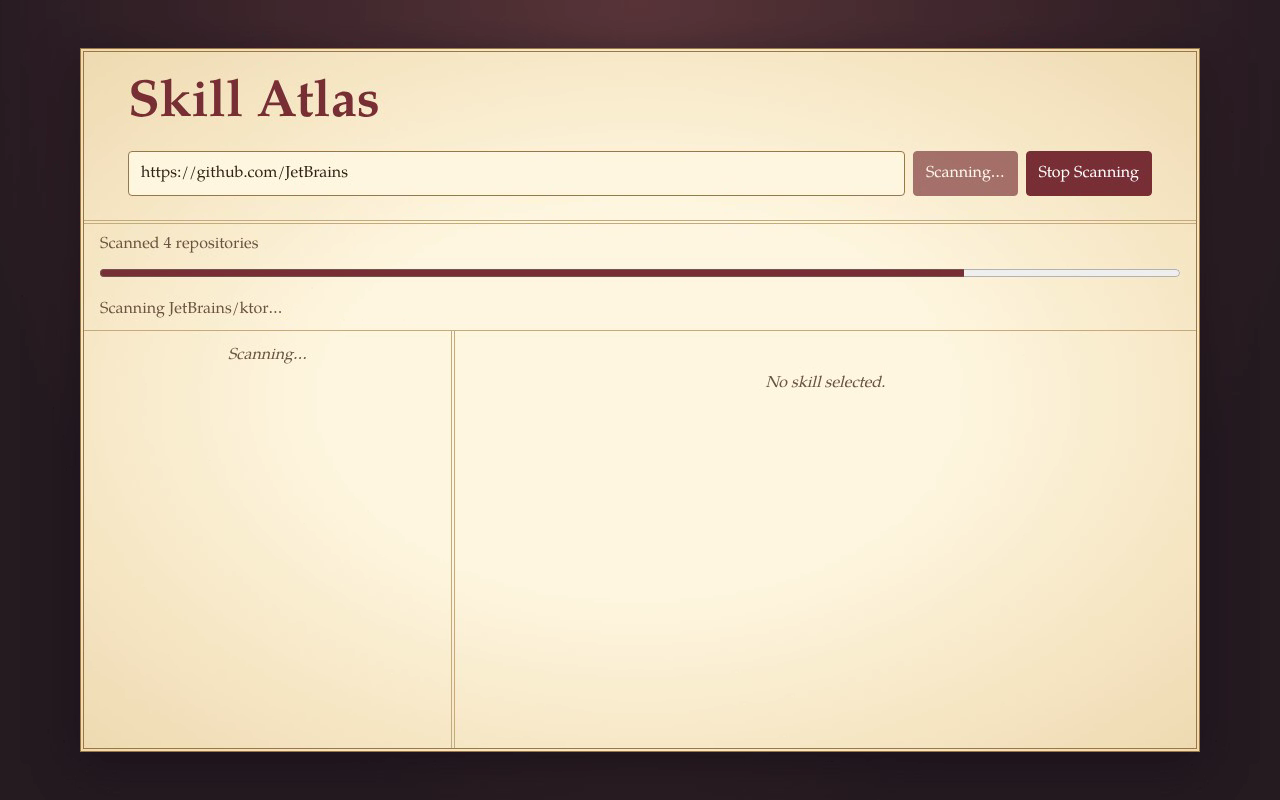 Skill Atlas
https://github.com/JetBrains
Scanning...
Stop Scanning
Scanned 4 repositories
Scanning JetBrains/ktor...
Scanning...
No skill selected.